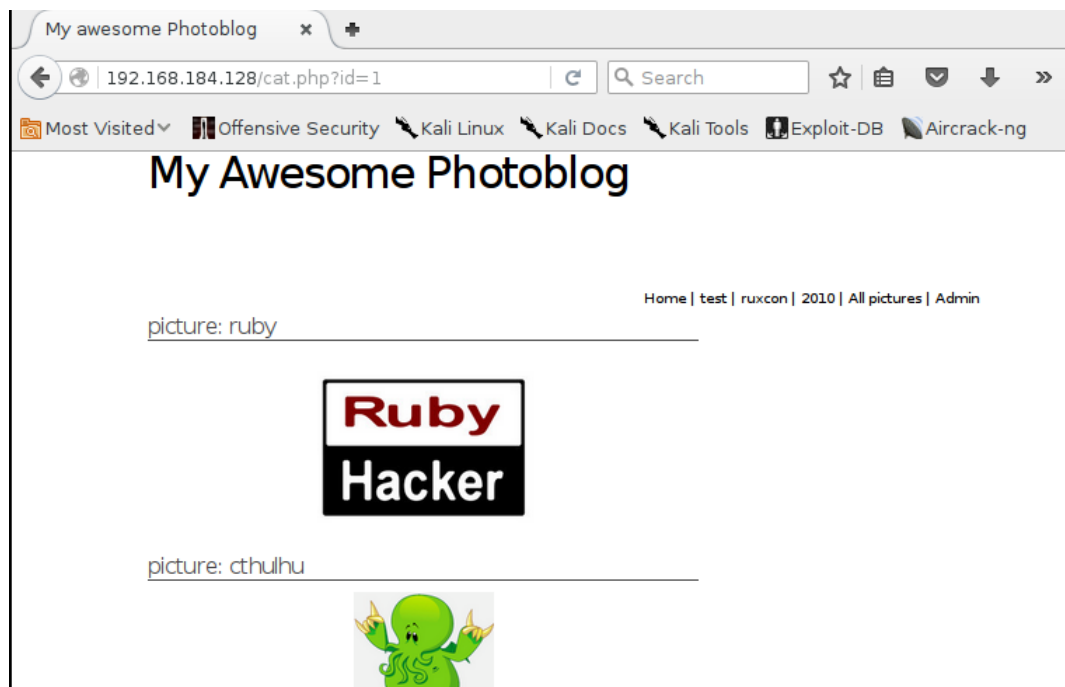 My awesome Photoblog
192.168.184.128/cat.php?id=1 Search
Most Visited Offensive Security Kali Linux Kali Docs Kali Tools Exploit-DB Aircrack-ng
My Awesome Photoblog
Home | test | ruxcon | 2010 | All pictures | Admin
picture: ruby
Ruby
Hacker
picture: cthulhu